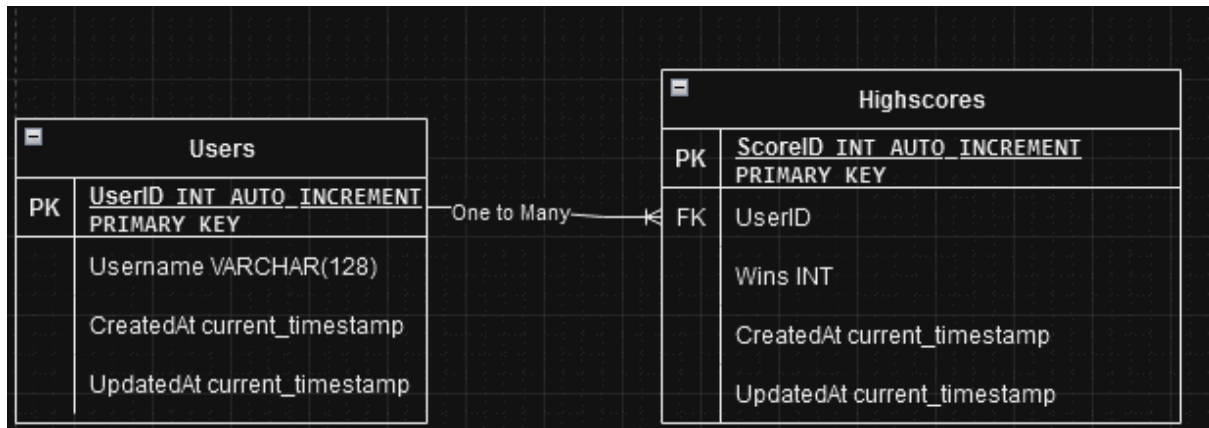 Users
PK
UserID INT AUTO_INCREMENT
PRIMARY KEY
Username VARCHAR(128)
CreatedAt current_timestamp
UpdatedAt current_timestamp
One to Many
Highscores
PK
ScoreID INT AUTO_INCREMENT
PRIMARY KEY
FK
UserID
Wins INT
CreatedAt current_timestamp
UpdatedAt current_timestamp